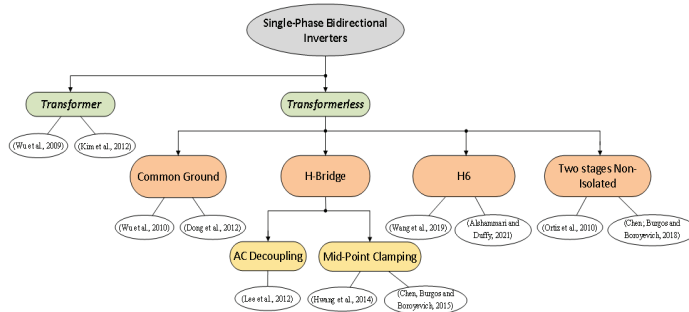 Single-Phase Bidirectional
Inverters
Transformer
Transformerless
(Wu et al., 2009)
(Kim et al., 2012)
Common Ground
H-Bridge
H6
Two stages Non-
Isolated
(Wu et al., 2010)
(Dong et al., 2012)
(Wang et al., 2019)
(Alshammari and
Duffy, 2021)
(Ortiz et al., 2010)
(Chen, Burgos and
Boroyevich, 2018)
AC Decoupling
Mid-Point Clamping
(Lee et al., 2012)
(Hwang et al., 2014)
(Chen, Burgos and
Boroyevich, 2015)